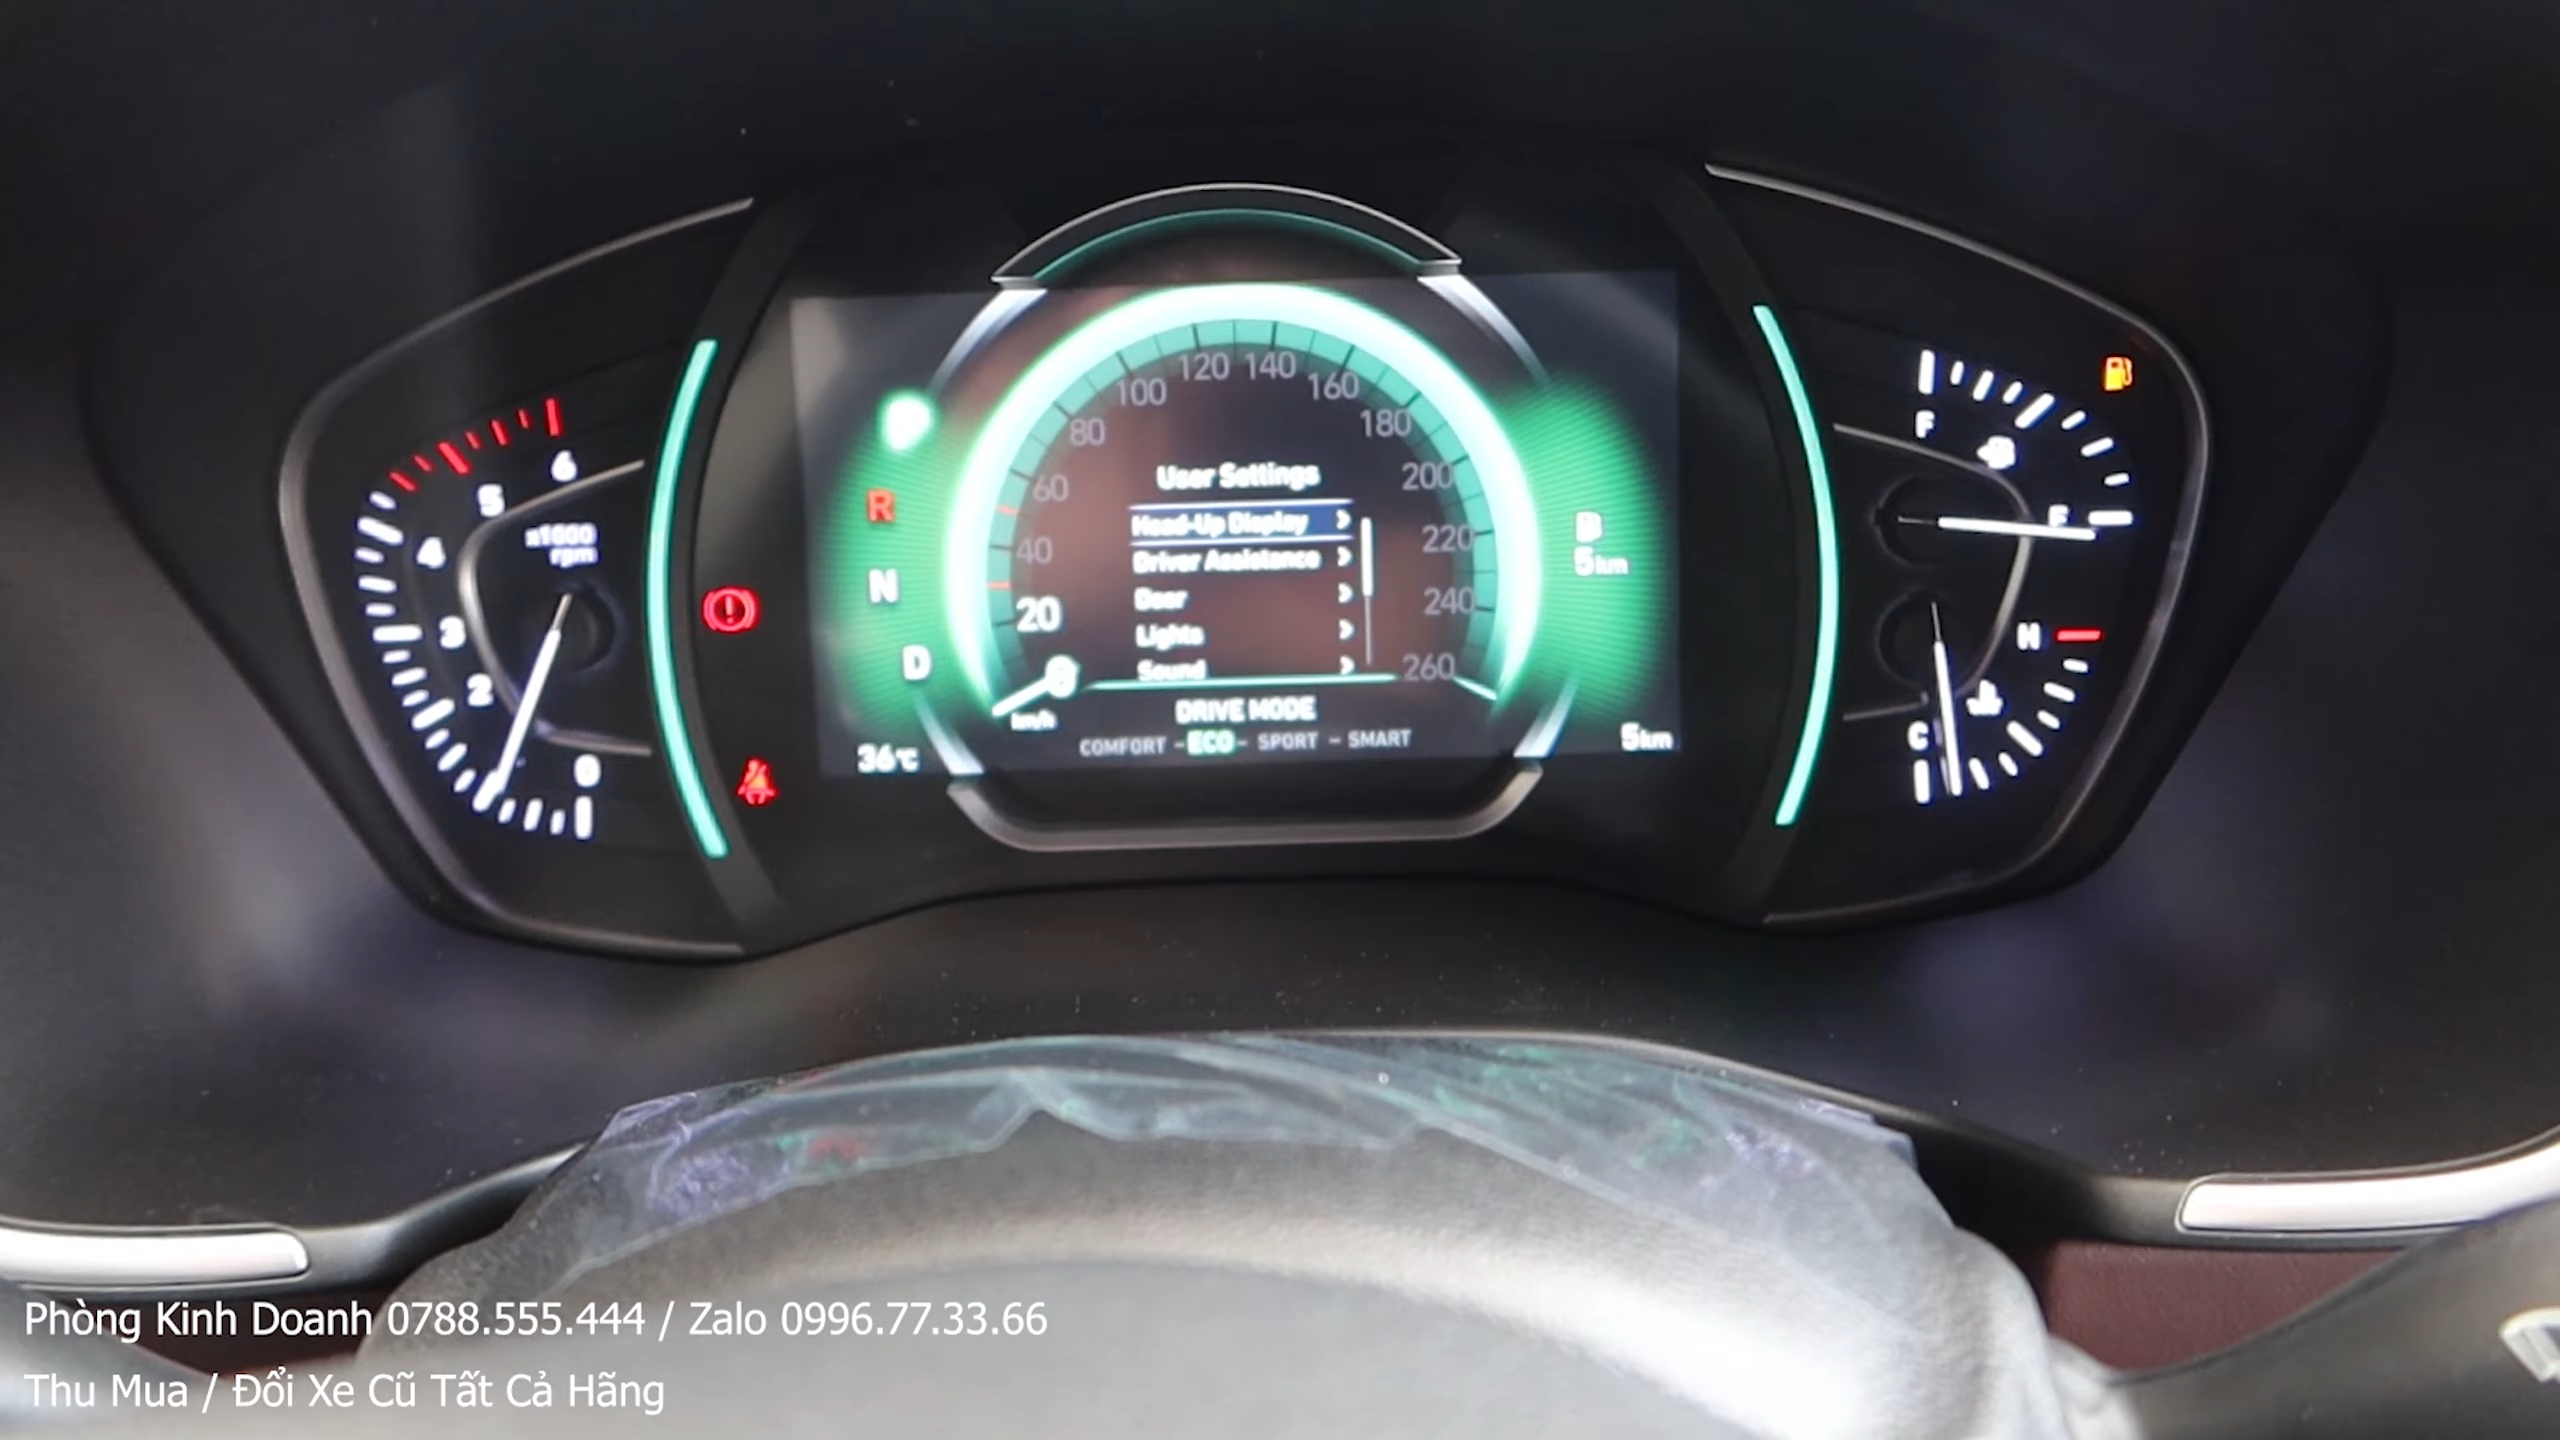 6
5
x1000
rpm
4
3
2
0
R
N
D
36℃
0
20
40
60
80
100
120
140
160
180
200
220
240
260
km/h
User Settings
Head-Up Display
Driver Assistance
Door
Lights
Sound
DRIVE MODE
COMFORT - ECO - SPORT - SMART
5km
5km
F
H
C
Phòng Kinh Doanh 0788.555.444 / Zalo 0996.77.33.66
Thu Mua / Đổi Xe Cũ Tất Cả Hãng